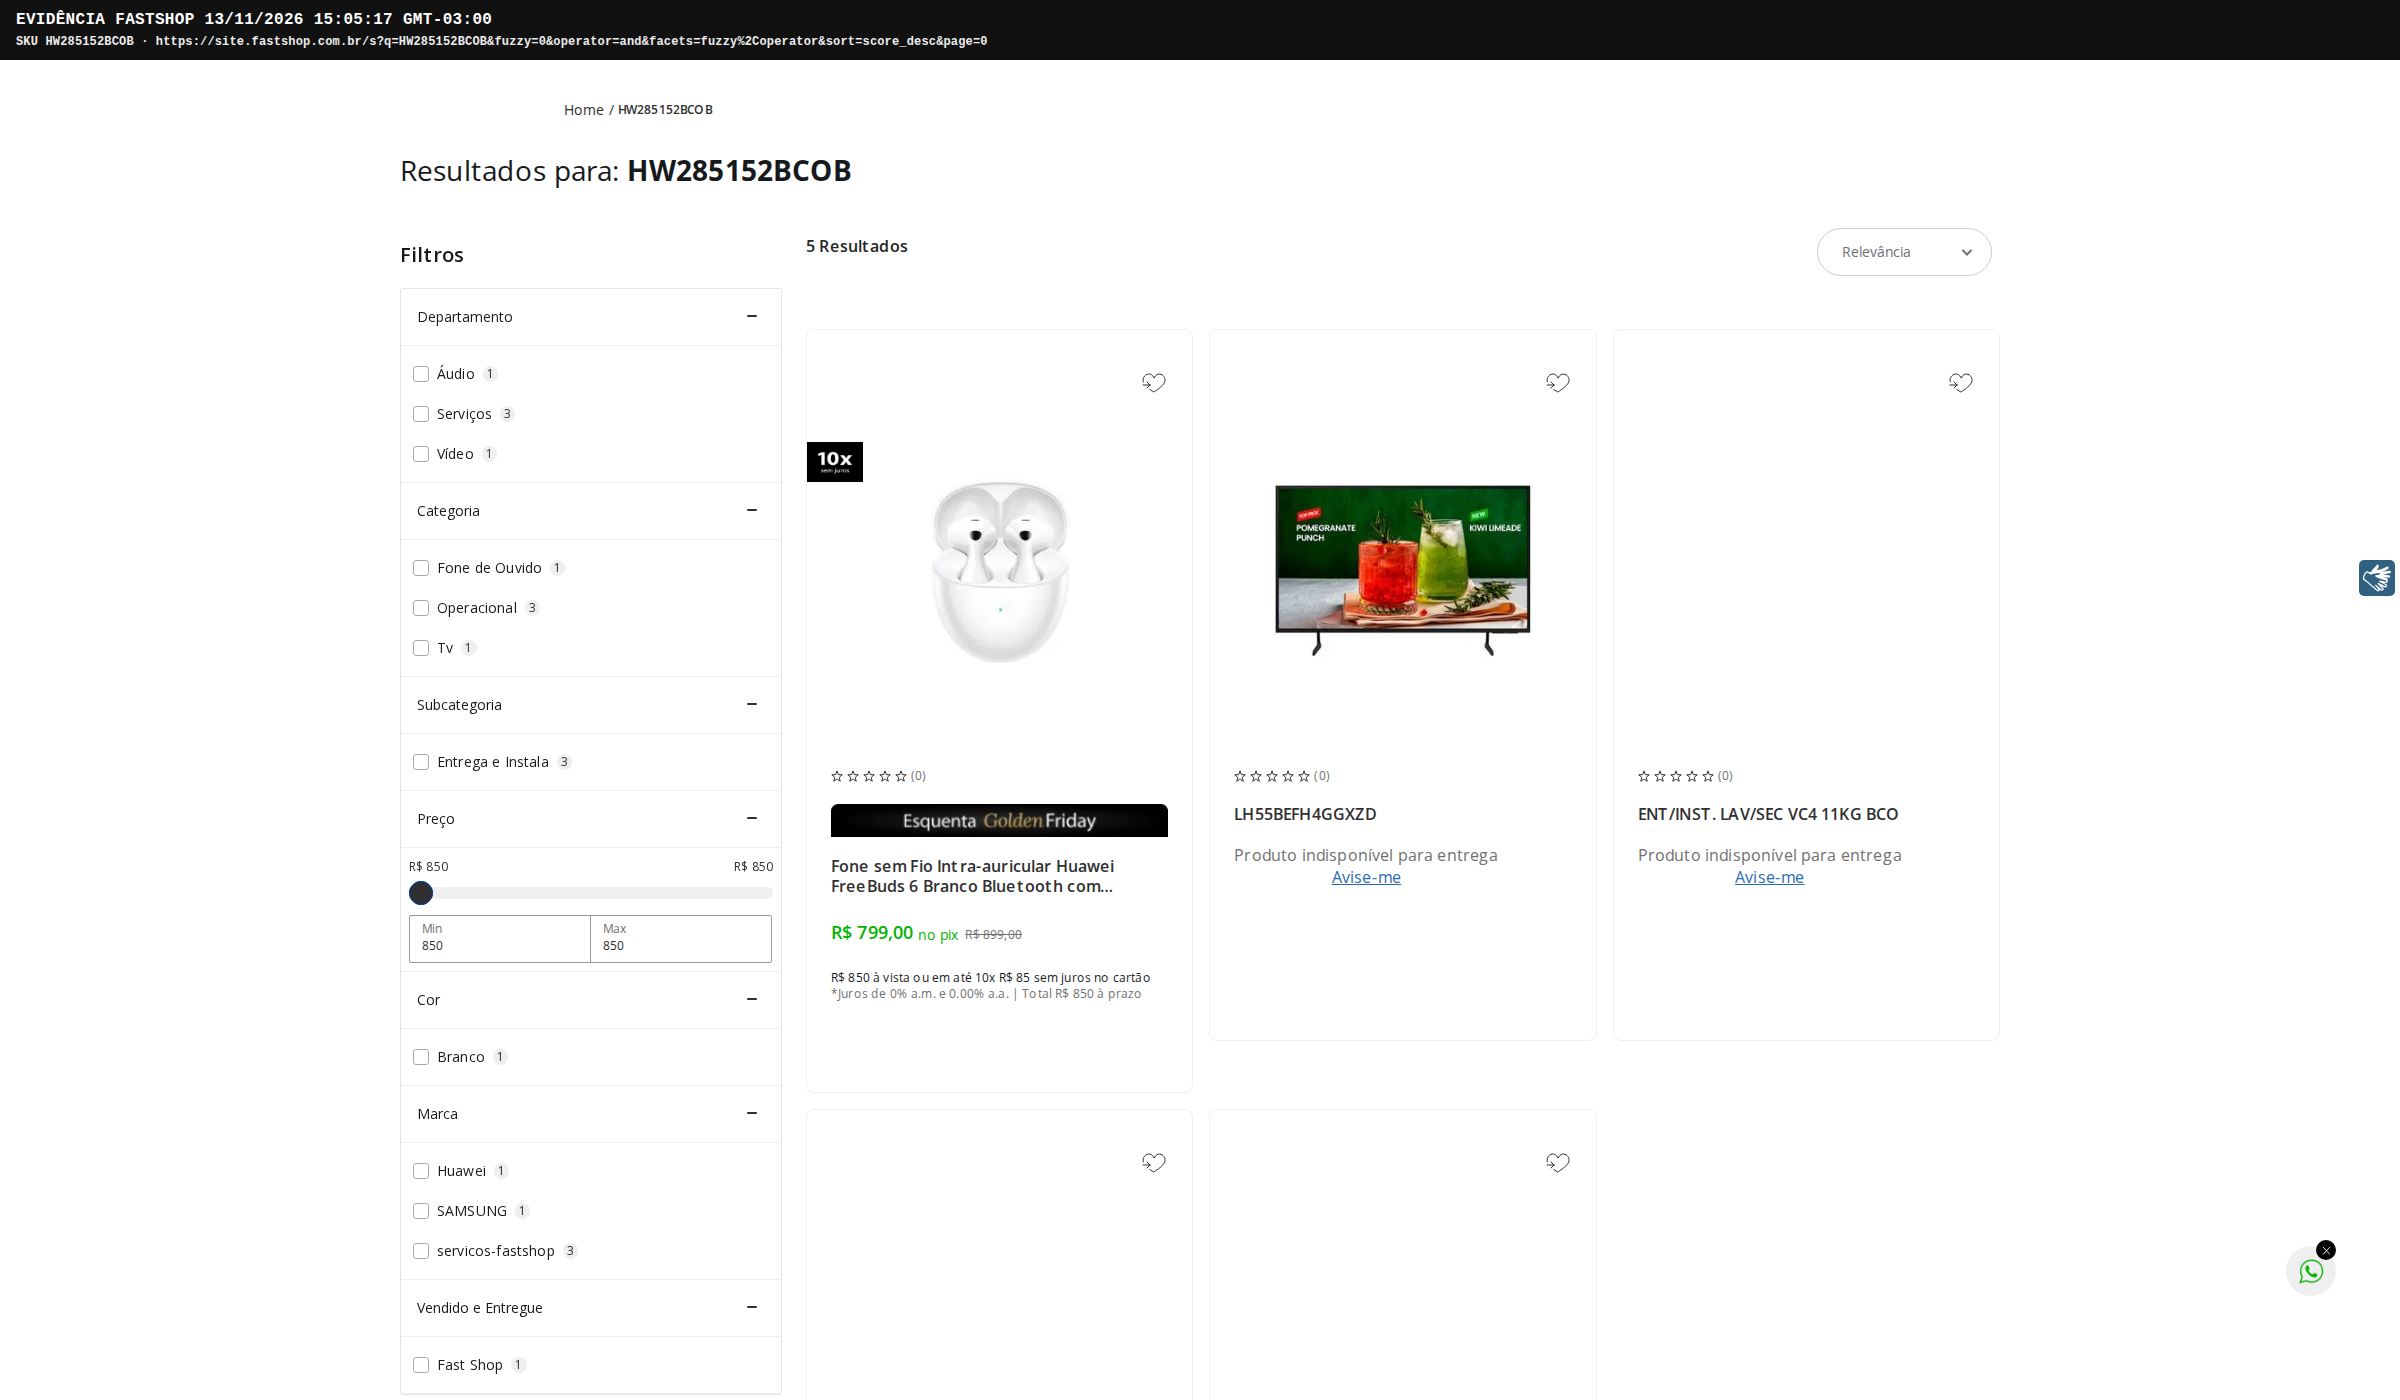 EVIDÊNCIA FASTSHOP 13/11/2026 15:05:17 GMT-03:00
SKU HW285152BCOB · https://site.fastshop.com.br/s?q=HW285152BCOB&fuzzy=0&operator=and&facets=fuzzy%2Coperator&sort=score_desc&page=0
Home / HW285152BCOB
Resultados para: HW285152BCOB
Filtros
5 Resultados
Relevância
Departamento
Áudio 1
Serviços 3
Vídeo 1
Categoria
Fone de Ouvido 1
Operacional 3
Tv 1
Subcategoria
Entrega e Instala 3
Preço
R$ 850
R$ 850
Min
850
Max
850
Cor
Branco 1
Marca
Huawei 1
SAMSUNG 1
servicos-fastshop 3
Vendido e Entregue
Fast Shop 1
10x
sem juros
(0)
Esquenta Golden Friday
Fone sem Fio Intra-auricular Huawei
FreeBuds 6 Branco Bluetooth com...
R$ 799,00 no pix R$ 899,00
R$ 850 à vista ou em até 10x R$ 85 sem juros no cartão
*Juros de 0% a.m. e 0.00% a.a. | Total R$ 850 à prazo
TOP PICK
POMEGRANATE
PUNCH
NEW
KIWI LIMEADE
(0)
LH55BEFH4GGXZD
Produto indisponível para entrega
Avise-me
(0)
ENT/INST. LAV/SEC VC4 11KG BCO
Produto indisponível para entrega
Avise-me